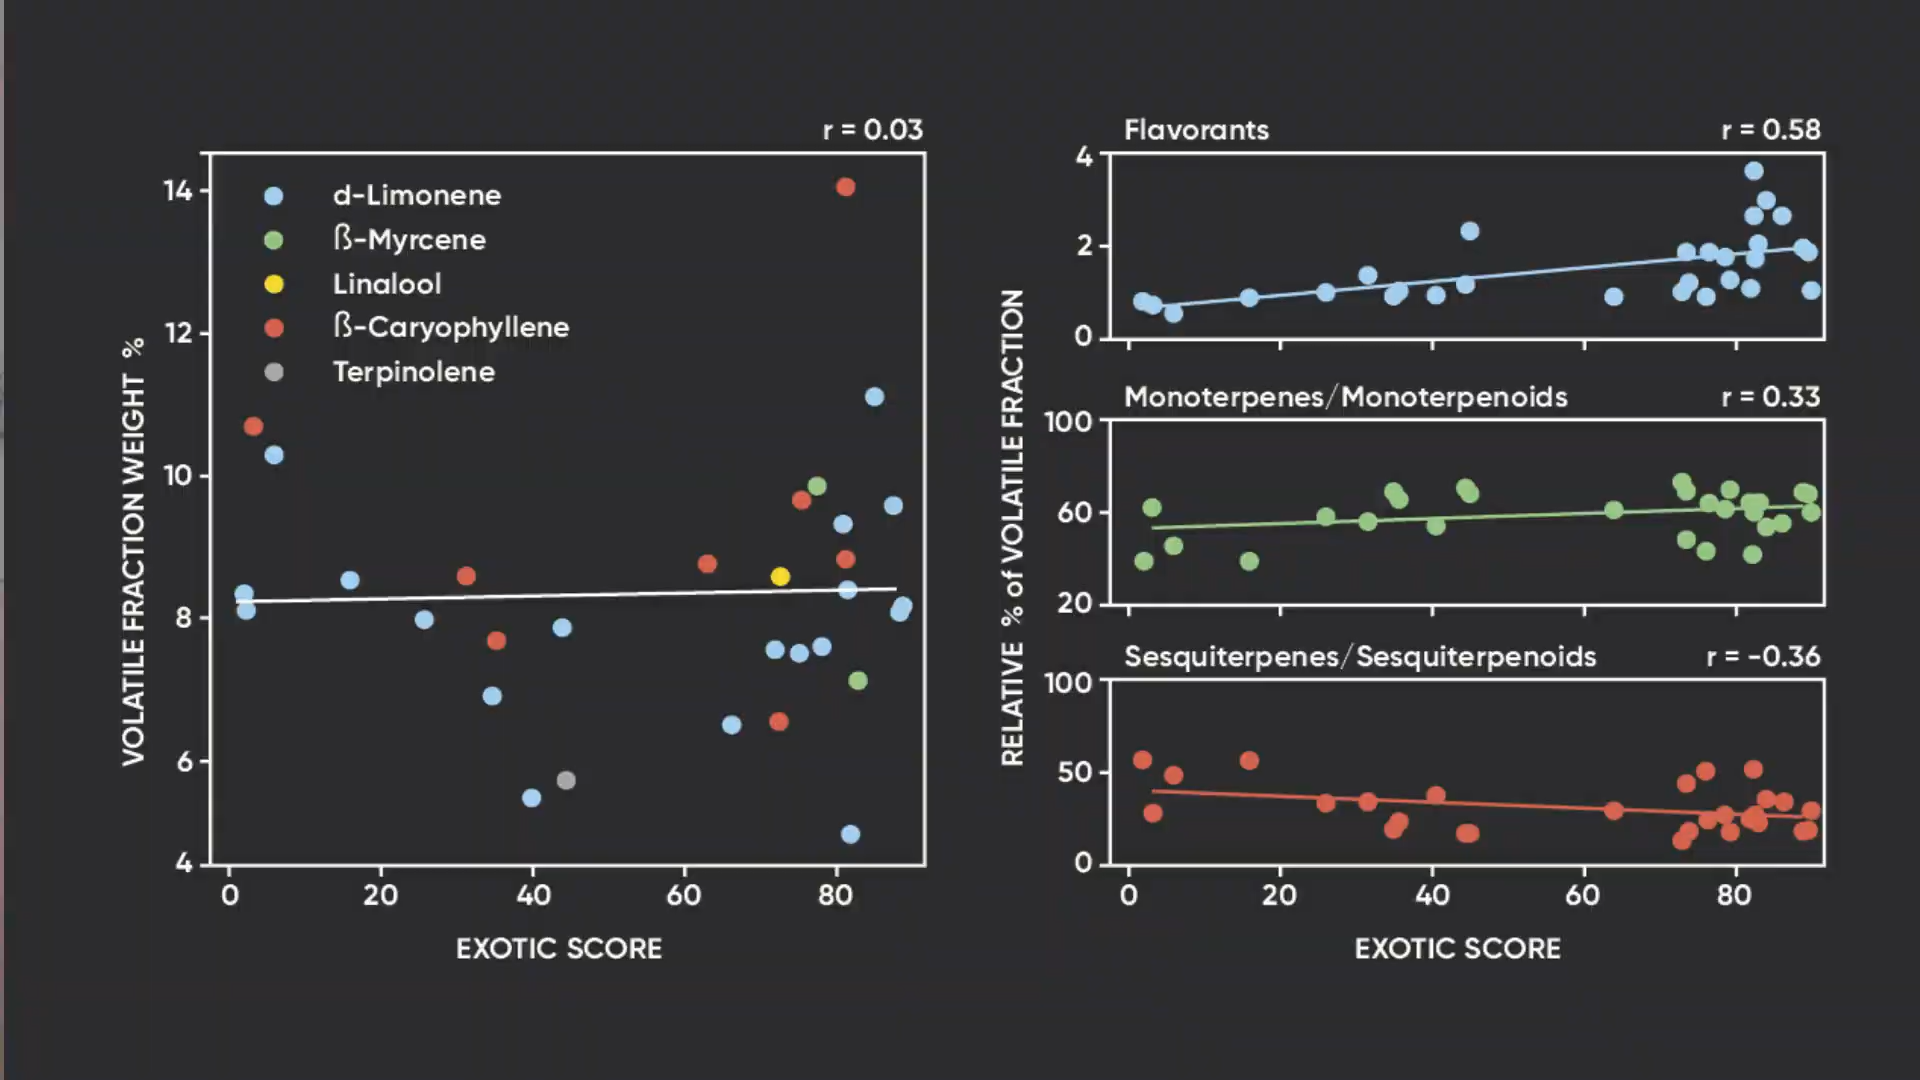 r = 0.03
VOLATILE FRACTION WEIGHT %
14
12
10
8
6
4
d-Limonene
ß-Myrcene
Linalool
ß-Caryophyllene
Terpinolene
0 20 40 60 80
EXOTIC SCORE
RELATIVE % of VOLATILE FRACTION
Flavorants r = 0.58
4
2
0
Monoterpenes/Monoterpenoids r = 0.33
100
60
20
Sesquiterpenes/Sesquiterpenoids r = -0.36
100
50
0
0 20 40 60 80
EXOTIC SCORE